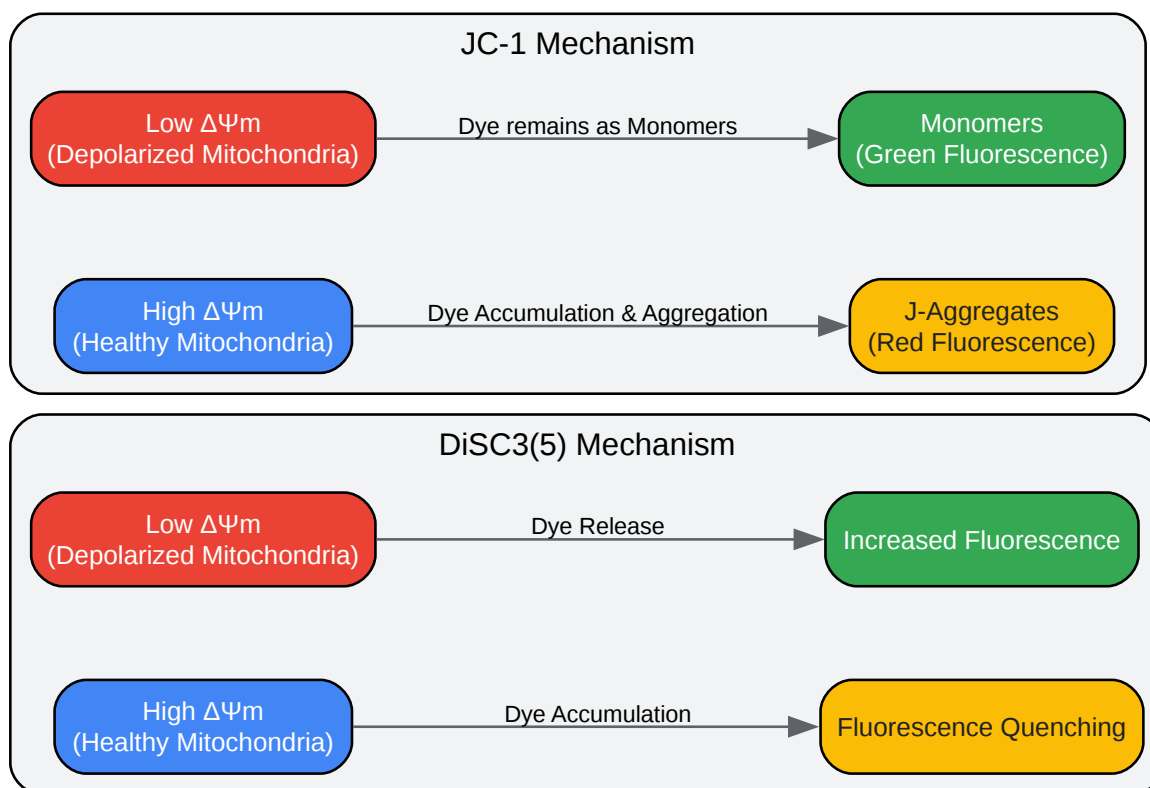 JC-1 Mechanism
Low ΔΨm
(Depolarized Mitochondria)
Dye remains as Monomers
Monomers
(Green Fluorescence)
High ΔΨm
(Healthy Mitochondria)
Dye Accumulation & Aggregation
J-Aggregates
(Red Fluorescence)
DiSC3(5) Mechanism
Low ΔΨm
(Depolarized Mitochondria)
Dye Release
Increased Fluorescence
High ΔΨm
(Healthy Mitochondria)
Dye Accumulation
Fluorescence Quenching